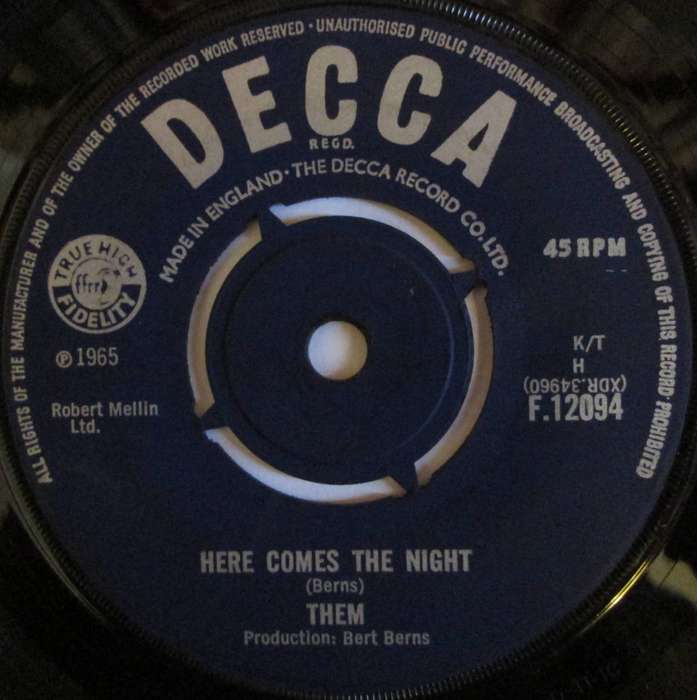 ALL RIGHTS OF THE MANUFACTURER AND OF THE OWNER OF THE RECORDED WORK RESERVED · UNAUTHORISED PUBLIC PERFORMANCE BROADCASTING AND COPYING OF THIS RECORD PROHIBITED
DECCA
REGD.
MADE IN ENGLAND · THE DECCA RECORD CO. LTD.
TRUE HIGH
ffrr
FIDELITY
45 RPM
℗ 1965
K/T
H
(XDR.34960)
F.12094
Robert Mellin
Ltd.
HERE COMES THE NIGHT
(Berns)
THEM
Production: Bert Berns